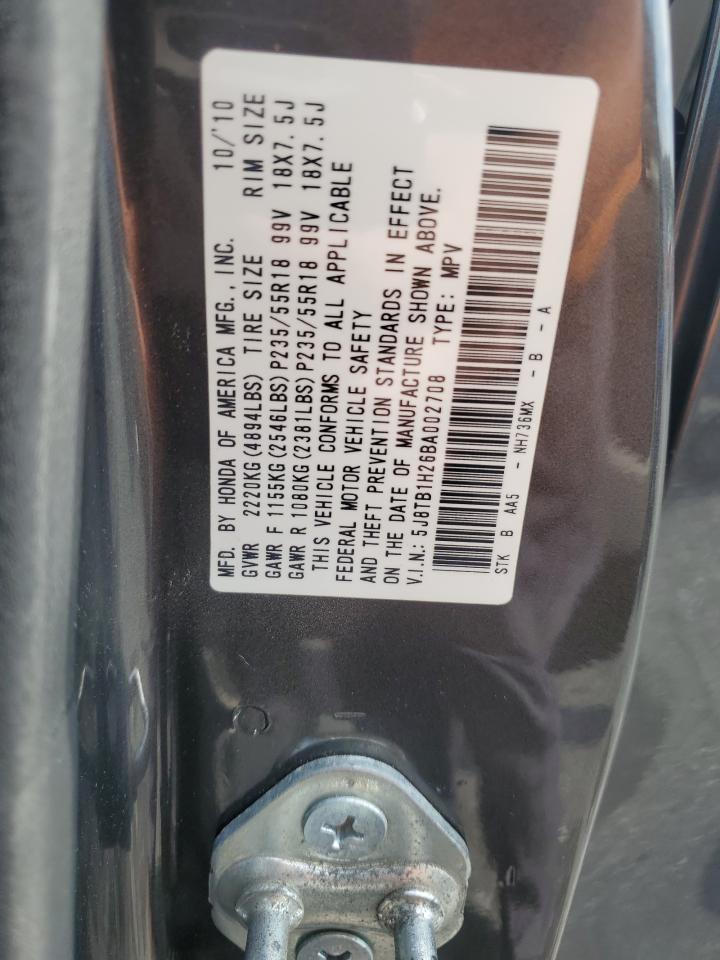 MFD. BY HONDA OF AMERICA MFG., INC. 10/'10
GVWR 2220KG(4894LBS) TIRE SIZE RIM SIZE
GAWR F 1155KG(2546LBS)P235/55R18 99V 18X7.5J
GAWR R 1080KG(2381LBS)P235/55R18 99V 18X7.5J
THIS VEHICLE CONFORMS TO ALL APPLICABLE
FEDERAL MOTOR VEHICLE SAFETY
AND THEFT PREVENTION STANDARDS IN EFFECT
ON THE DATE OF MANUFACTURE SHOWN ABOVE.
V.I.N.: 5J8TB1H26BA002708 TYPE: MPV
STK B AA5 - NH736MX - B - A